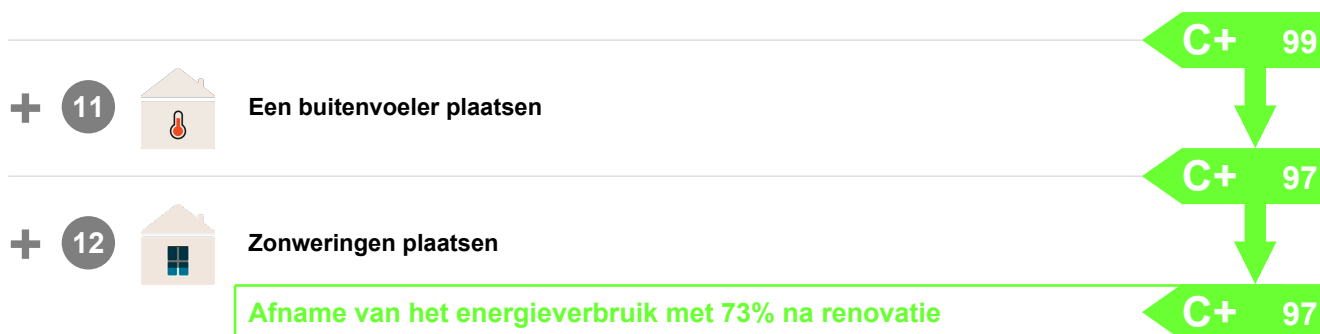 C+ 99
+ 11 Een buitenvoeler plaatsen
C+ 97
+ 12 Zonweringen plaatsen
Afname van het energieverbruik met 73% na renovatie C+ 97